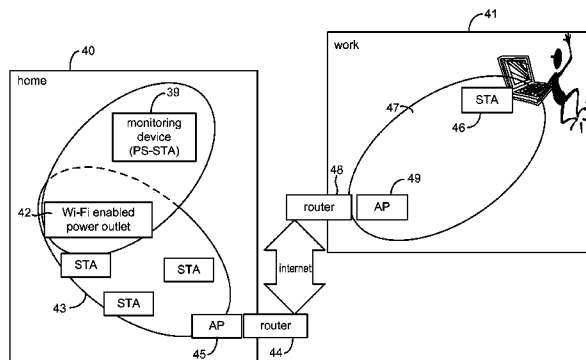 40
41
home
work
39
monitoring
device
(PS-STA)
47
STA
46
48
49
42
Wi-Fi enabled
power outlet
router
AP
STA
STA
internet
STA
43
AP
router
45
44